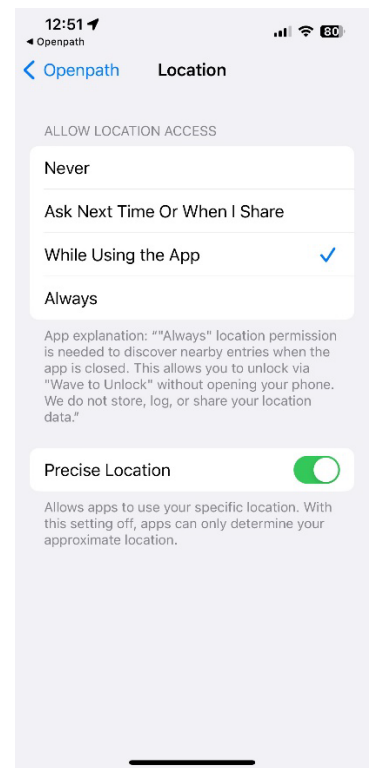 12:51
◀ Openpath
80
Openpath
Location
ALLOW LOCATION ACCESS
Never
Ask Next Time Or When I Share
While Using the App
Always
App explanation: “"Always" location permission
is needed to discover nearby entries when the
app is closed. This allows you to unlock via
"Wave to Unlock" without opening your phone.
We do not store, log, or share your location
data.”
Precise Location
Allows apps to use your specific location. With
this setting off, apps can only determine your
approximate location.